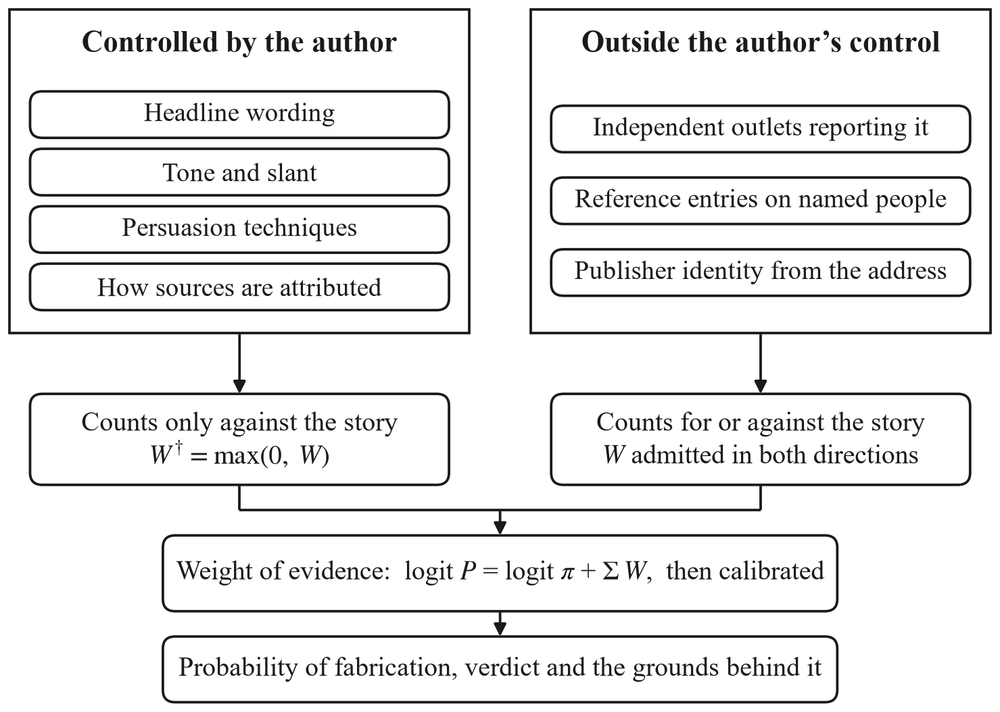 Controlled by the author
Headline wording
Tone and slant
Persuasion techniques
How sources are attributed
Outside the author’s control
Independent outlets reporting it
Reference entries on named people
Publisher identity from the address
Counts only against the story
W† = max(0, W)
Counts for or against the story
W admitted in both directions
Weight of evidence: logit P = logit π + Σ W, then calibrated
Probability of fabrication, verdict and the grounds behind it